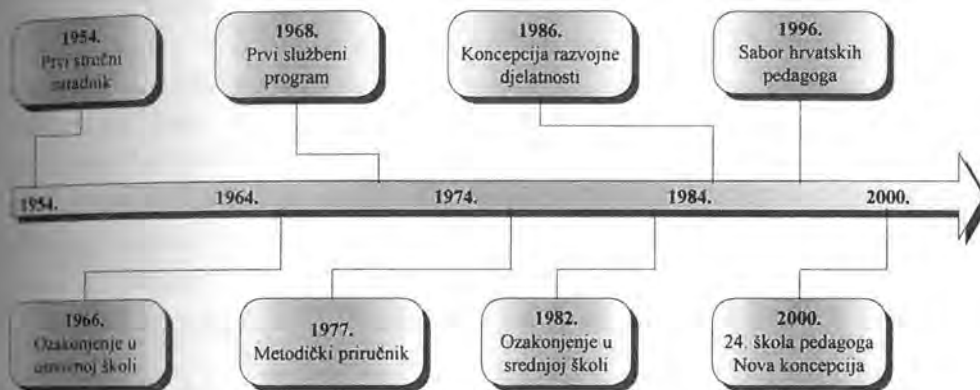 1954.
Prvi stručni
suradnik
1968.
Prvi službeni
program
1986.
Koncepcija razvojne
djelatnosti
1996.
Sabor hrvatskih
pedagoga
1954.
1964.
1974.
1984.
2000.
1966.
Ozakonjenje u
osnovnoj školi
1977.
Metodički priručnik
1982.
Ozakonjenje u
srednjoj školi
2000.
24. škola pedagoga
Nova koncepcija